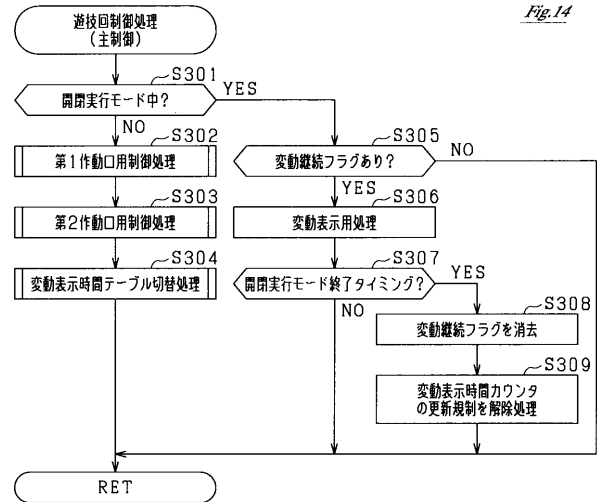 Fig.14
遊技回制御処理
(主制御)
S301
開閉実行モード中?
YES
NO
S302
第1作動口用制御処理
S303
第2作動口用制御処理
S304
変動表示時間テーブル切替処理
S305
変動継続フラグあり?
NO
YES
S306
変動表示用処理
S307
開閉実行モード終了タイミング?
YES
NO
S308
変動継続フラグを消去
S309
変動表示時間カウンタ
の更新規制を解除処理
RET